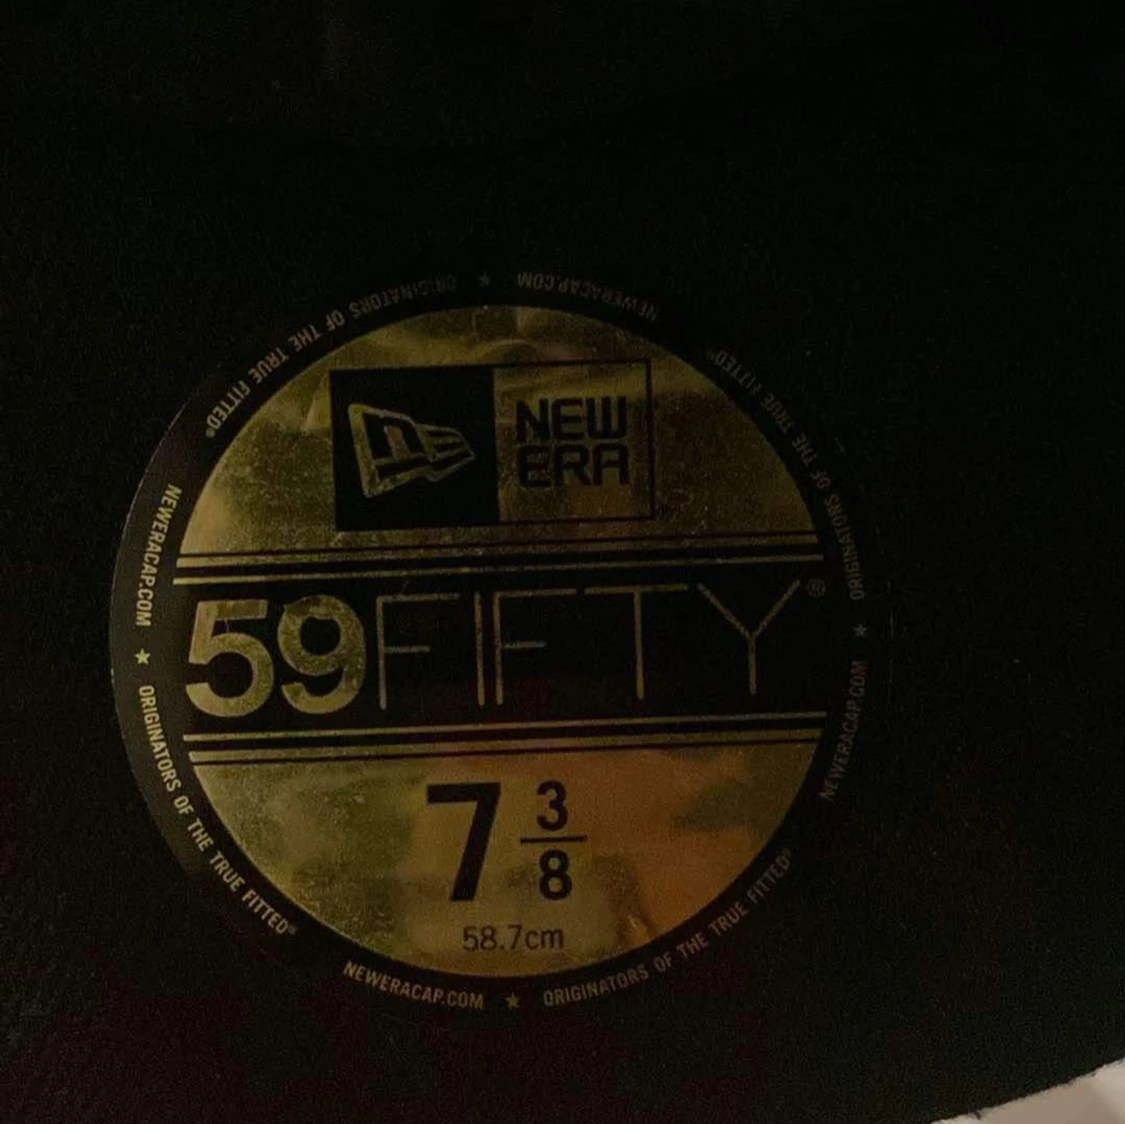 NEW
ERA
59FIFTY®
7 3/8
58.7cm
NEWERACAP.COM ★ ORIGINATORS OF THE TRUE FITTED®
NEWERACAP.COM ★ ORIGINATORS OF THE TRUE FITTED®
NEWERACAP.COM ★ ORIGINATORS OF THE TRUE FITTED®
NEWERACAP.COM ★ ORIGINATORS OF THE TRUE FITTED®